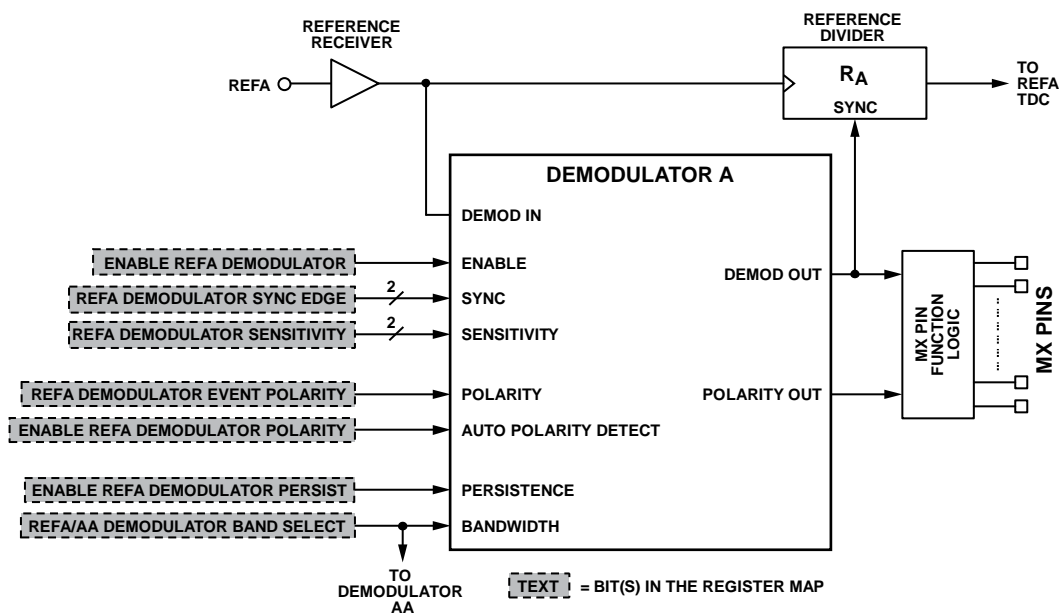 REFERENCE
RECEIVER
REFERENCE
DIVIDER
REFA
RA
SYNC
TO
REFA
TDC
DEMODULATOR A
DEMOD IN
ENABLE REFA DEMODULATOR
ENABLE
REFA DEMODULATOR SYNC EDGE
2
SYNC
REFA DEMODULATOR SENSITIVITY
2
SENSITIVITY
DEMOD OUT
REFA DEMODULATOR EVENT POLARITY
POLARITY
POLARITY OUT
ENABLE REFA DEMODULATOR POLARITY
AUTO POLARITY DETECT
ENABLE REFA DEMODULATOR PERSIST
PERSISTENCE
REFA/AA DEMODULATOR BAND SELECT
BANDWIDTH
MX PIN
FUNCTION
LOGIC
MX PINS
TO
DEMODULATOR
AA
TEXT = BIT(S) IN THE REGISTER MAP